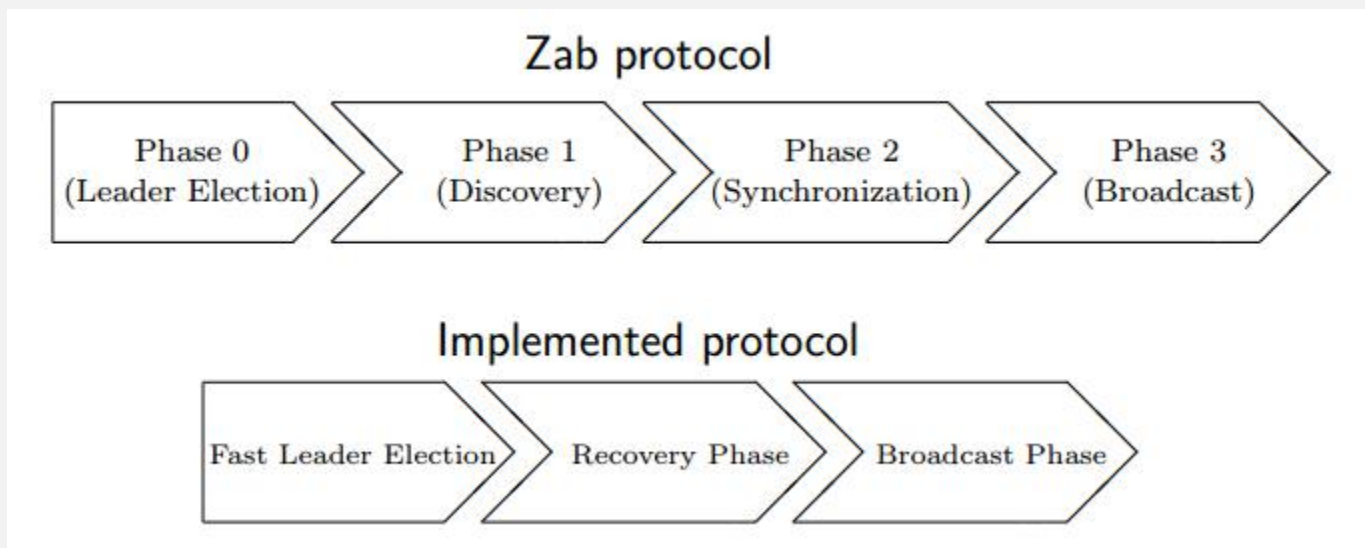 Zab protocol
Phase 0
(Leader Election)
Phase 1
(Discovery)
Phase 2
(Synchronization)
Phase 3
(Broadcast)
Implemented protocol
Fast Leader Election
Recovery Phase
Broadcast Phase